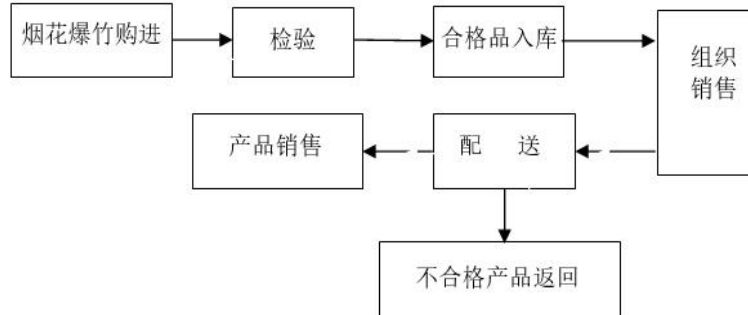 烟花爆竹购进
检验
合格品入库
组织
销售
产品销售
配 送
不合格产品返回